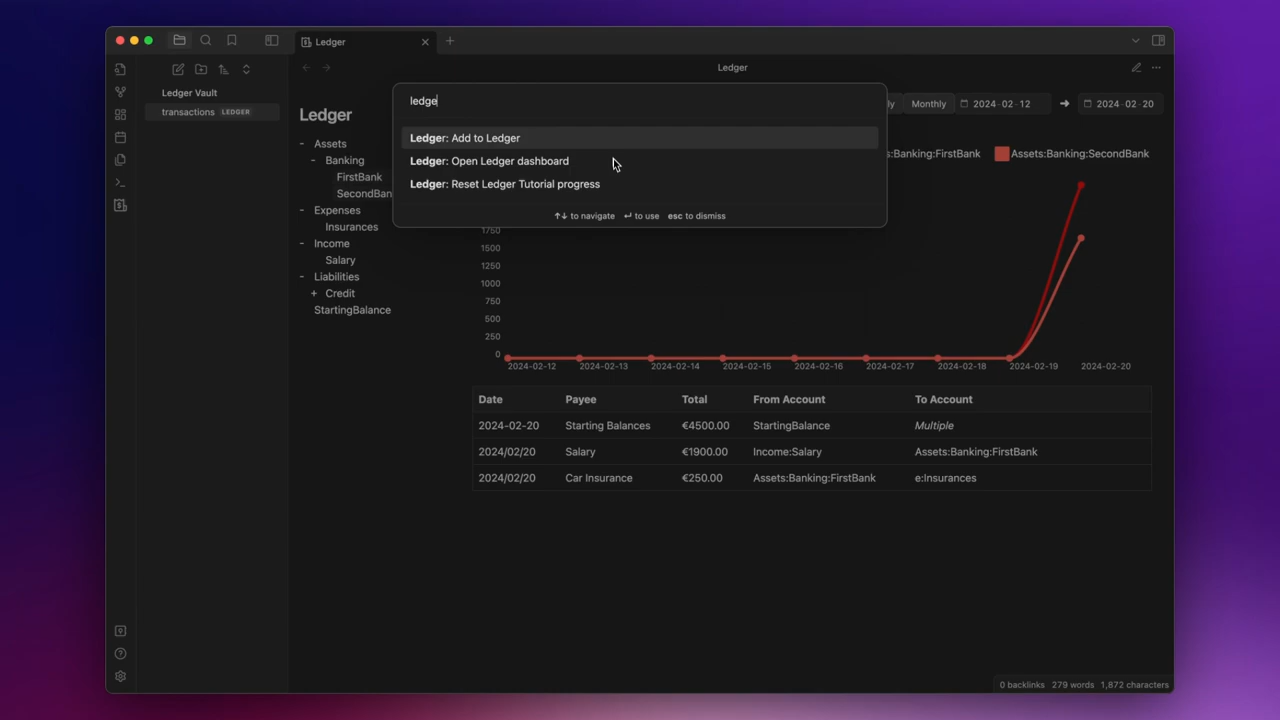 Ledger
Ledger Vault
transactions LEDGER
Ledger
Ledger
Assets
Banking
FirstBank
SecondBan
Expenses
Insurances
Income
Salary
Liabilities
Credit
StartingBalance
ledge
Ledger: Add to Ledger
Ledger: Open Ledger dashboard
Ledger: Reset Ledger Tutorial progress
↑↓ to navigate ↵ to use esc to dismiss
ly Monthly 2024-02-12 → 2024-02-20
s:Banking:FirstBank Assets:Banking:SecondBank
1750
1500
1250
1000
750
500
250
0
2024-02-12 2024-02-13 2024-02-14 2024-02-15 2024-02-16 2024-02-17 2024-02-18 2024-02-19 2024-02-20
Date Payee Total From Account To Account
2024-02-20 Starting Balances €4500.00 StartingBalance Multiple
2024/02/20 Salary €1900.00 Income:Salary Assets:Banking:FirstBank
2024/02/20 Car Insurance €250.00 Assets:Banking:FirstBank e:Insurances
0 backlinks 279 words 1,872 characters